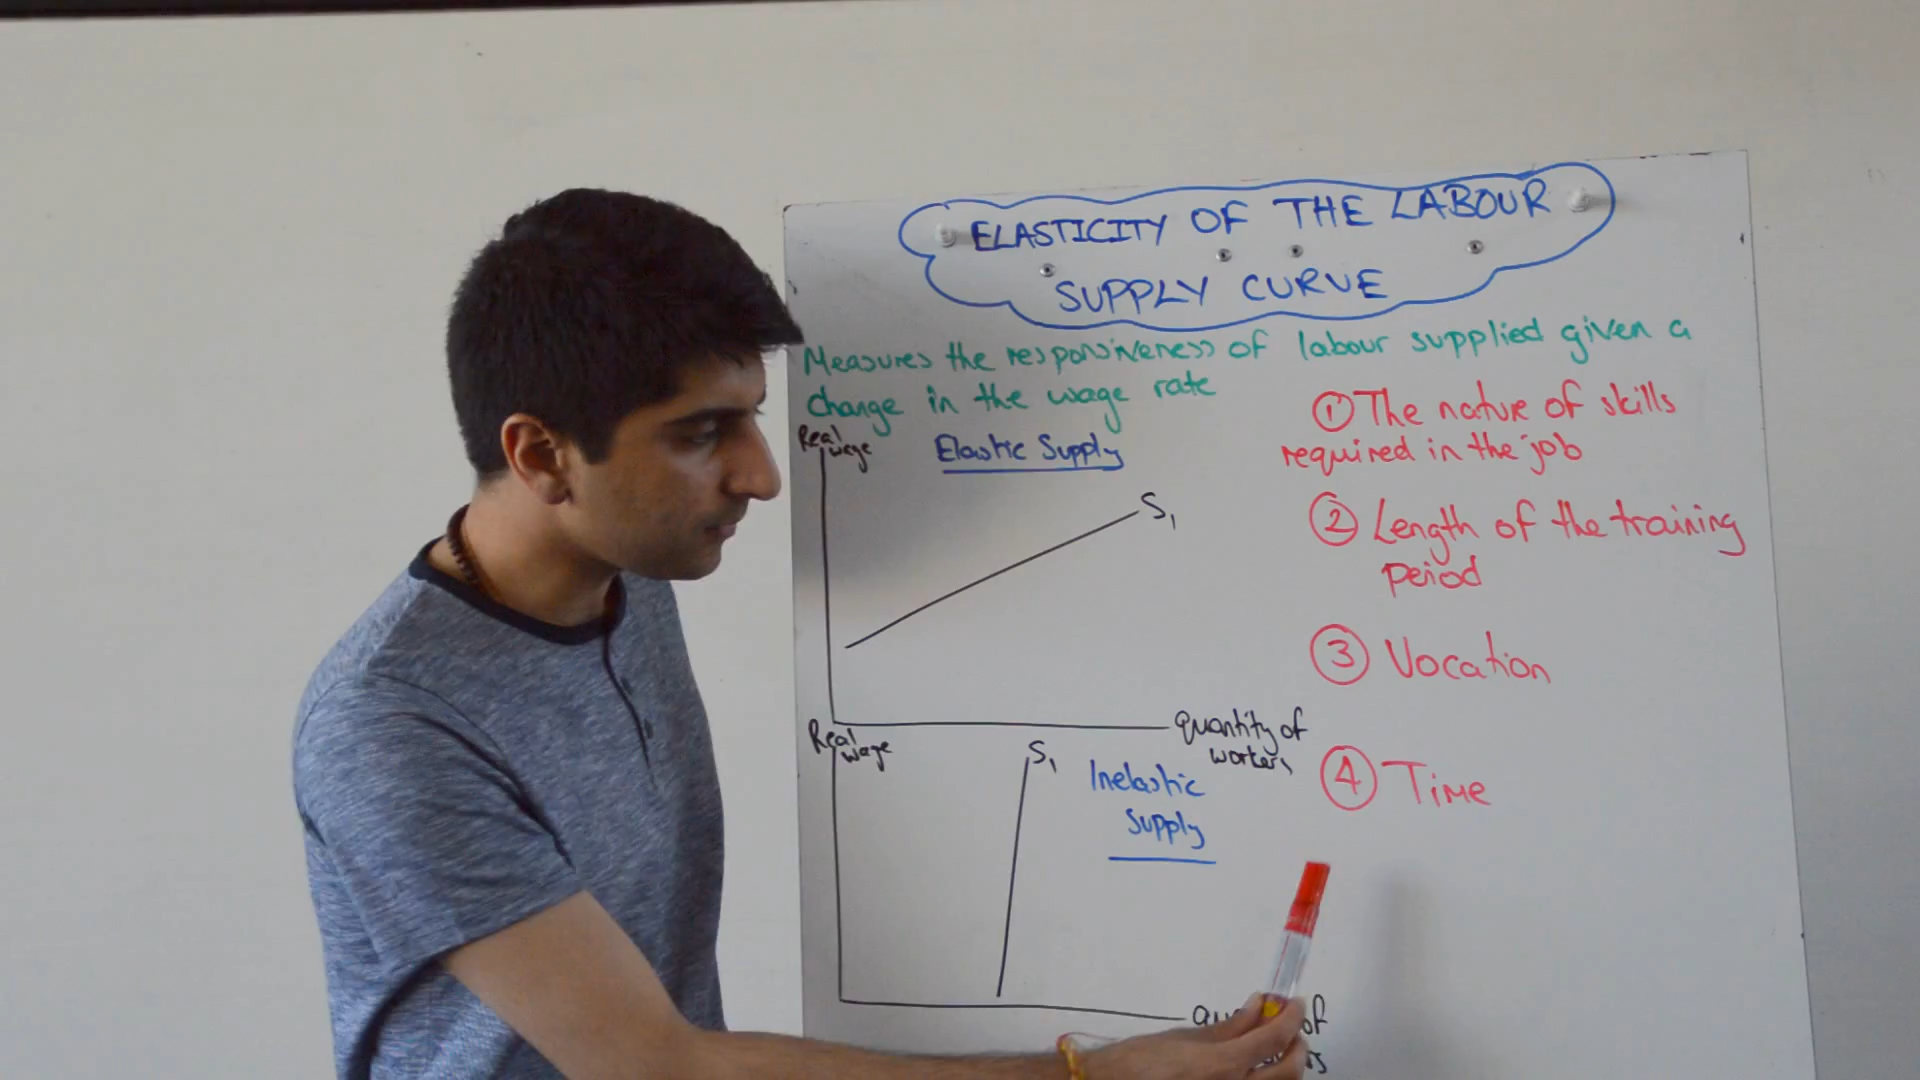 ELASTICITY OF THE LABOUR
SUPPLY CURVE
Measures the responsiveness of labour supplied given a
change in the wage rate
Real
wage
Elastic Supply
S₁
quantity of
workers
Real
wage
S₁
Inelastic
Supply
of
① The nature of skills
required in the job
② Length of the training
period
③ Vocation
④ Time